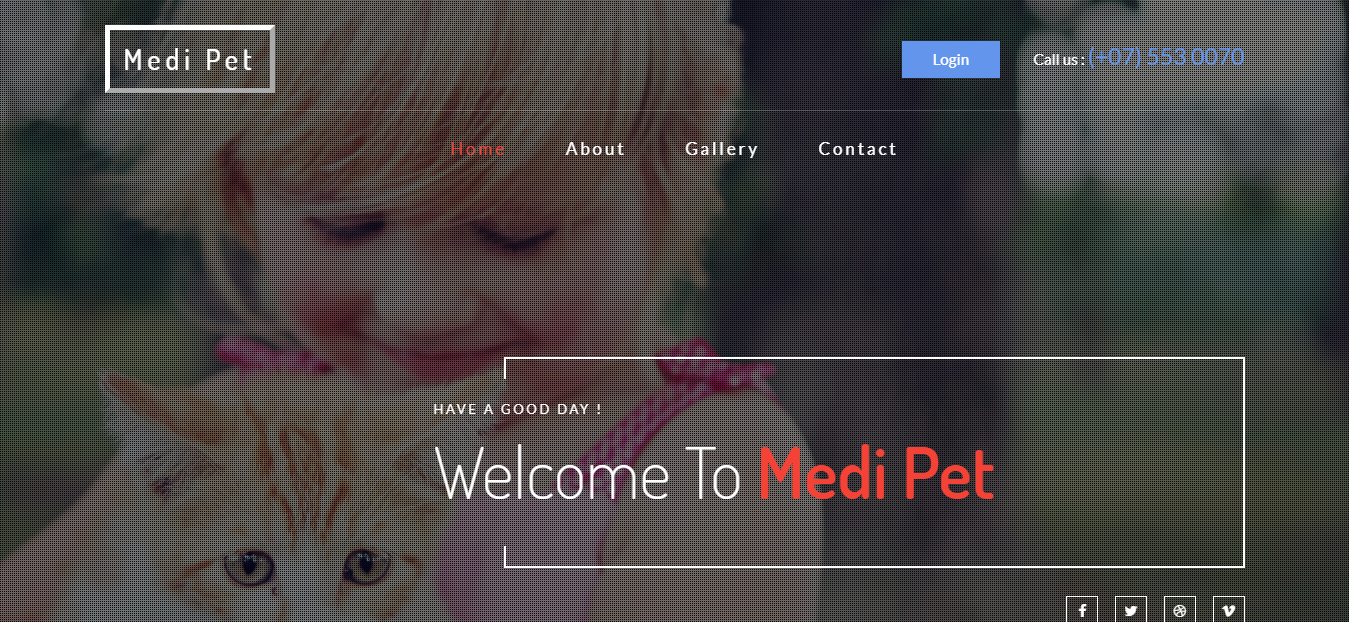 Medi Pet
Login
Call us : (+07) 553 0070
Home About Gallery Contact
HAVE A GOOD DAY !
Welcome To Medi Pet